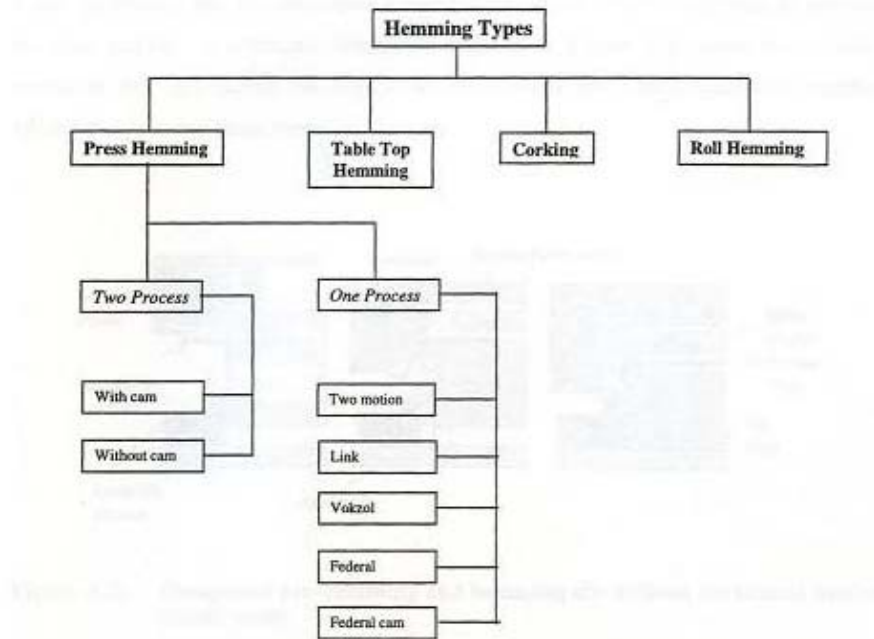 Hemming Types
Press Hemming
Table Top
Hemming
Corking
Roll Hemming
Two Process
One Process
With cam
Without cam
Two motion
Link
Vokzol
Federal
Federal cam